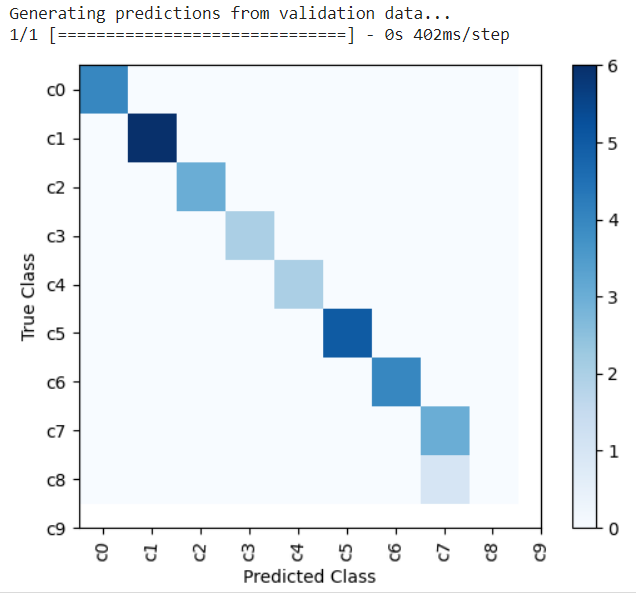 Generating predictions from validation data...
1/1 [==============================] - 0s 402ms/step
6
c0
c1
5
c2
4
c3
c4
3
True Class
c5
2
c6
c7
1
c8
c9
0
c0 c1 c2 c3 c4 c5 c6 c7 c8 c9
Predicted Class